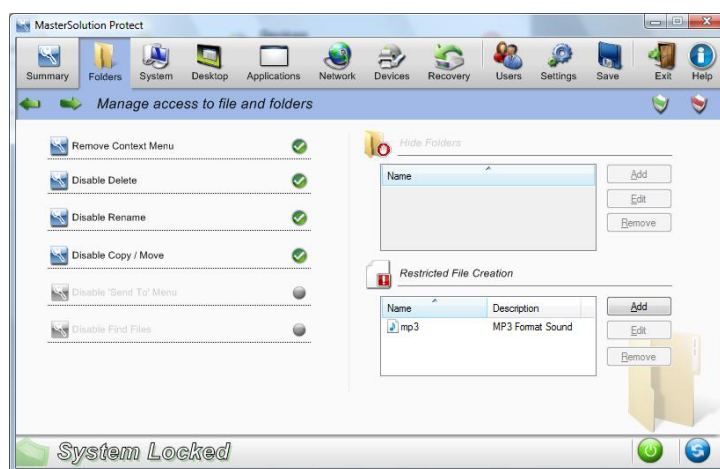 MasterSolution Protect
Summary Folders System Desktop Applications Network Devices Recovery Users Settings Save Exit Help
Manage access to file and folders
Remove Context Menu
Disable Delete
Disable Rename
Disable Copy / Move
Disable 'Send To' Menu
Disable Find Files
Hide Folders
Name
Add
Edit
Remove
Restricted File Creation
Name Description
mp3 MP3 Format Sound
Add
Edit
Remove
System Locked